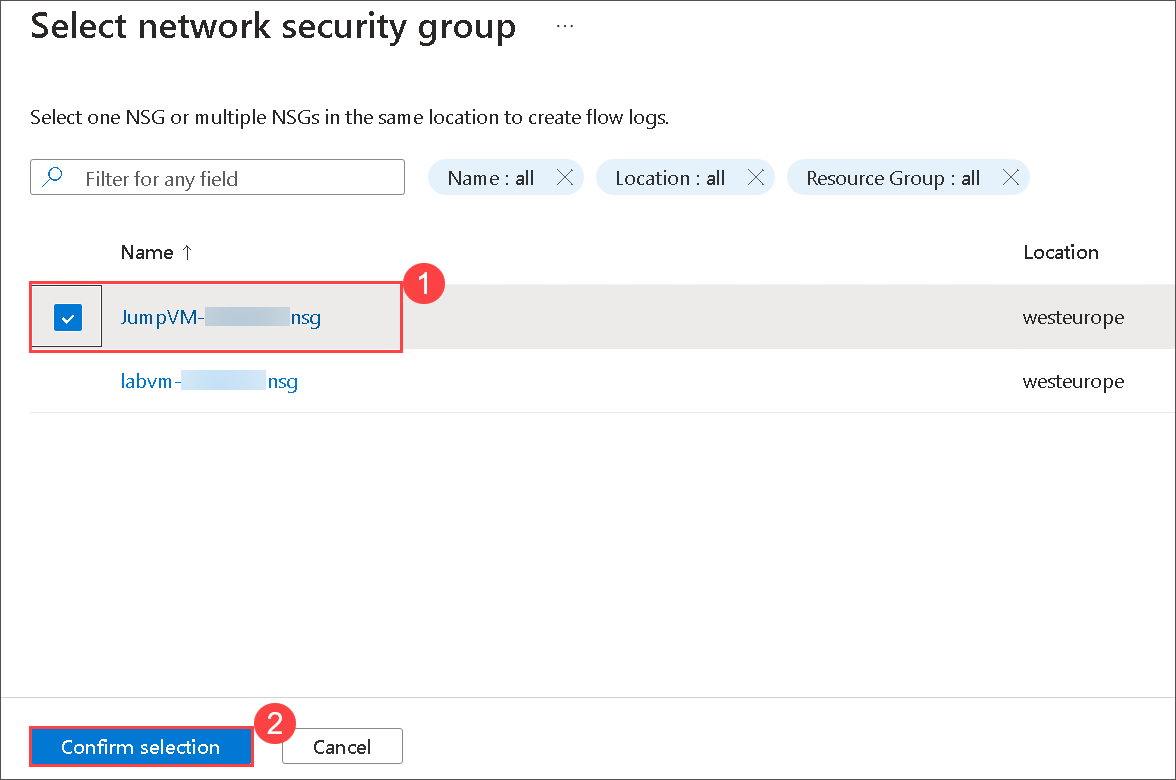 Select network security group ...
Select one NSG or multiple NSGs in the same location to create flow logs.
Filter for any field Name : all Location : all Resource Group : all
Name ↑ Location
1
JumpVM- nsg westeurope
labvm- nsg westeurope
2
Confirm selection Cancel